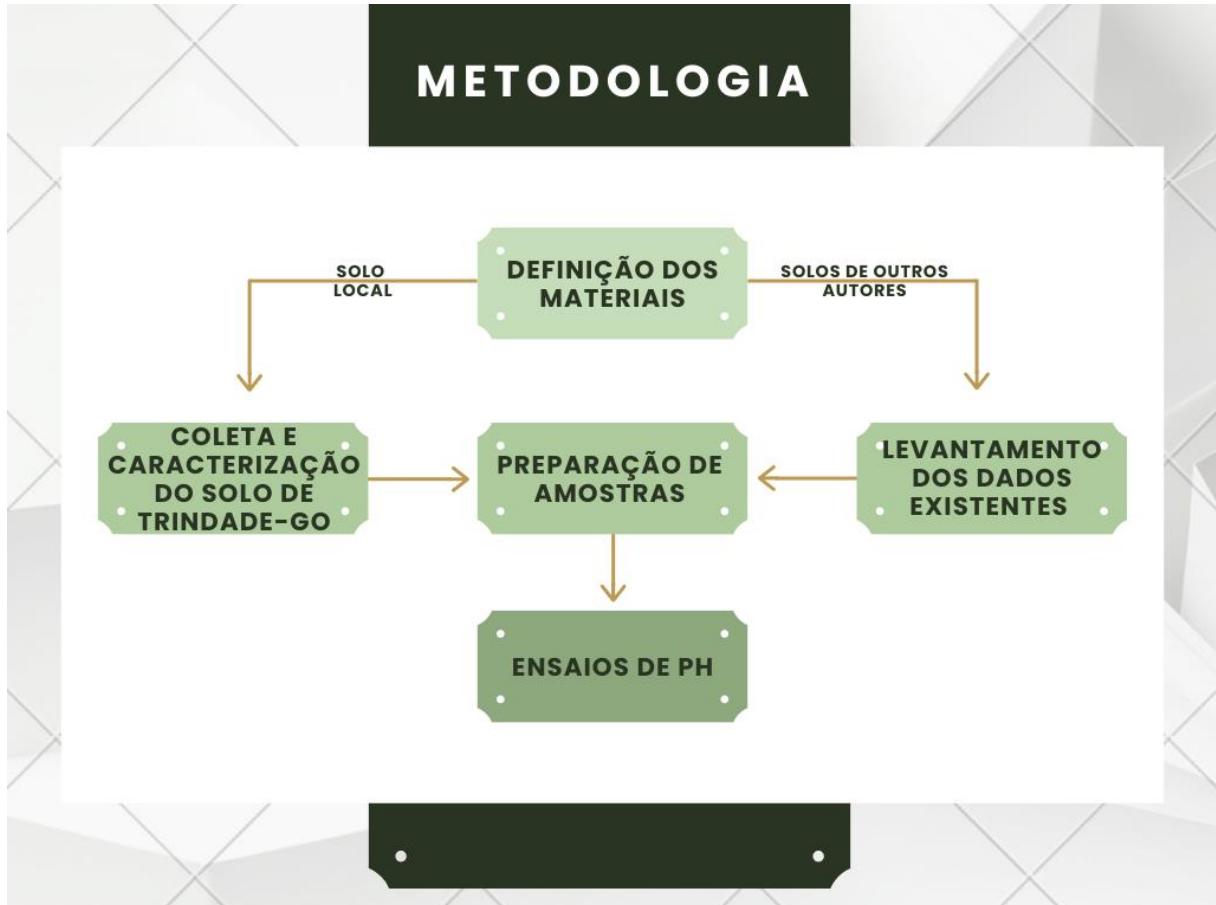 METODOLOGIA
DEFINIÇÃO DOS
MATERIAIS
SOLO
LOCAL
SOLOS DE OUTROS
AUTORES
COLETA E
CARACTERIZAÇÃO
DO SOLO DE
TRINDADE-GO
PREPARAÇÃO DE
AMOSTRAS
LEVANTAMENTO
DOS DADOS
EXISTENTES
ENSAIOS DE PH